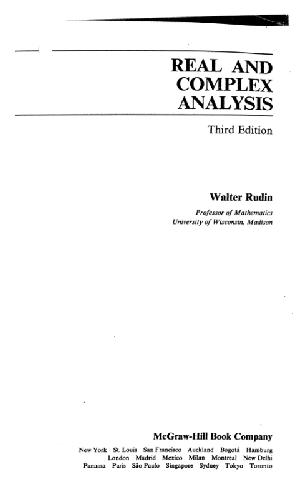 REAL AND
COMPLEX
ANALYSIS
Third Edition
Walter Rudin
Professor of Mathematics
University of Wisconsin, Madison
McGraw-Hill Book Company
New York St. Louis San Francisco Auckland Bogotá Hamburg
London Madrid Mexico Milan Montreal New Delhi
Panama Paris São Paulo Singapore Sydney Tokyo Toronto